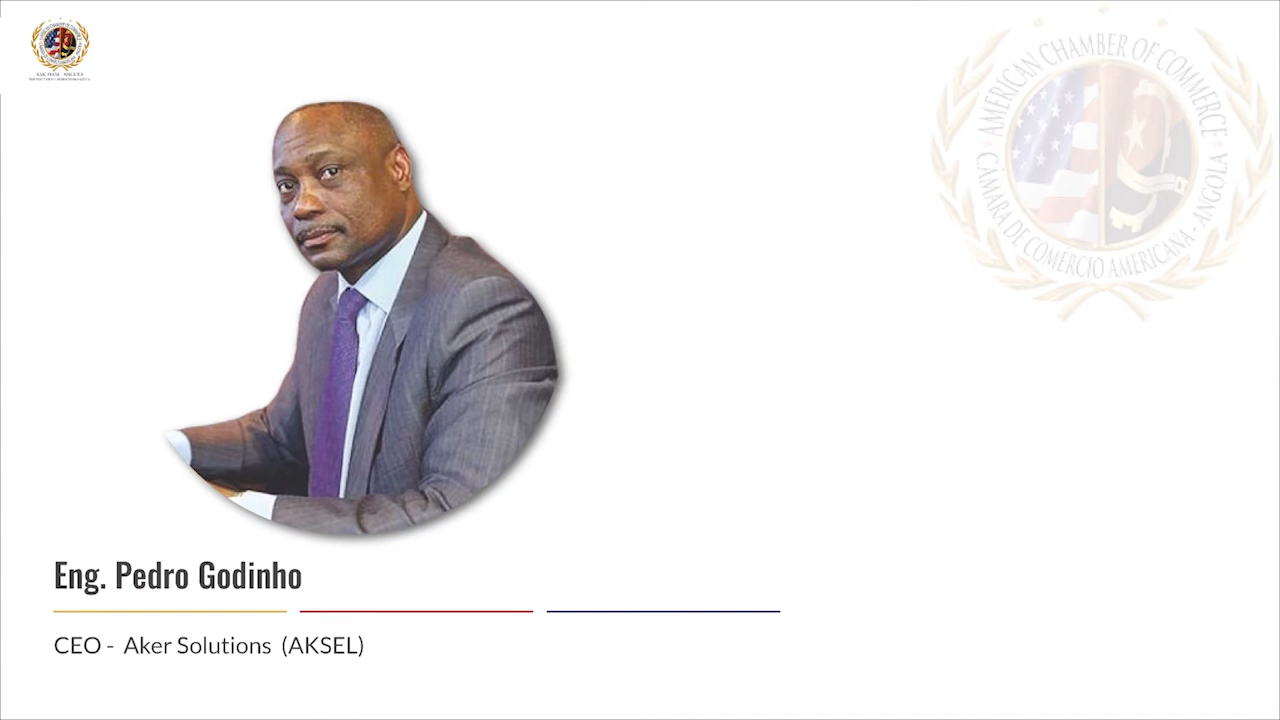 AMERICAN CHAMBER OF COMMERCE
CÂMARA DE COMÉRCIO AMERICANA - ANGOLA
Eng. Pedro Godinho
CEO - Aker Solutions (AKSEL)